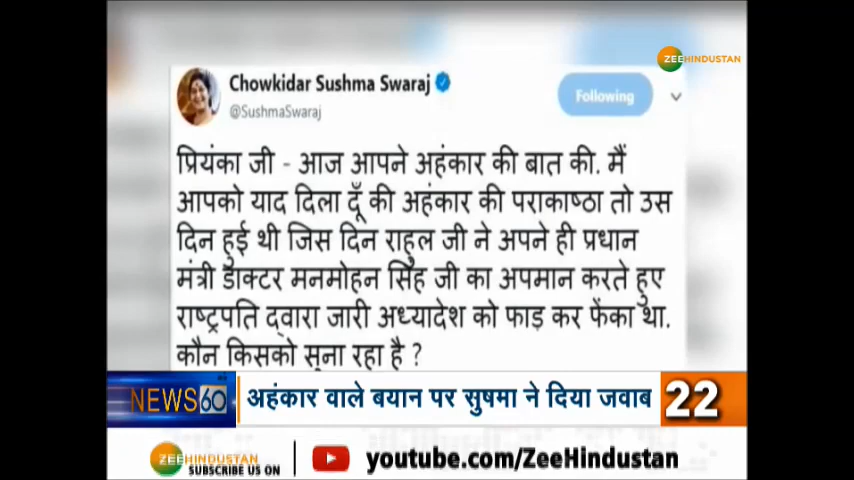 ZEEHINDUSTAN
Chowkidar Sushma Swaraj
Following
@SushmaSwaraj
प्रियंका जी - आज आपने अहंकार की बात की. मैं
आपको याद दिला दूँ की अहंकार की पराकाष्ठा तो उस
दिन हुई थी जिस दिन राहुल जी ने अपने ही प्रधान
मंत्री डॉक्टर मनमोहन सिंह जी का अपमान करते हुए
राष्ट्रपति द्वारा जारी अध्यादेश को फाड़ कर फेंका था.
कौन किसको सुना रहा है ?
NEWS60
अहंकार वाले बयान पर सुषमा ने दिया जवाब
22
ZEEHINDUSTAN
SUBSCRIBE US ON
youtube.com/ZeeHindustan